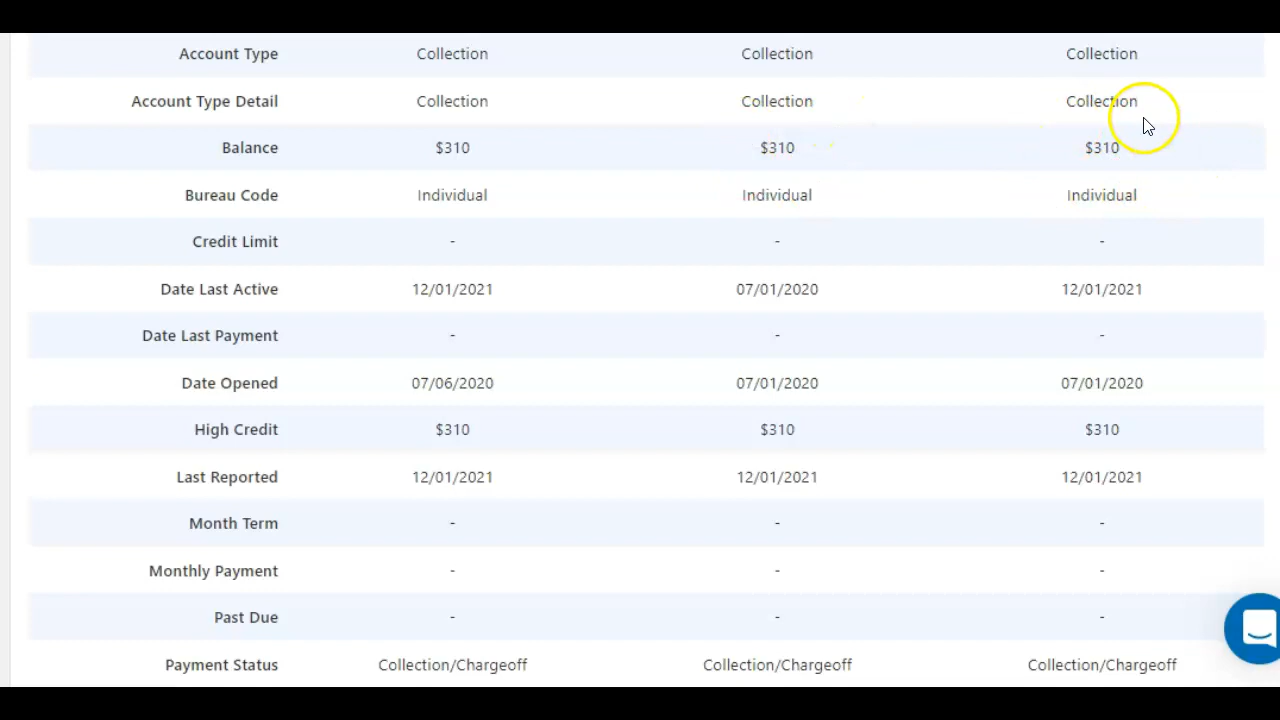 Account Type Collection Collection Collection
Account Type Detail Collection Collection Collection
Balance $310 $310 $310
Bureau Code Individual Individual Individual
Credit Limit - - -
Date Last Active 12/01/2021 07/01/2020 12/01/2021
Date Last Payment - - -
Date Opened 07/06/2020 07/01/2020 07/01/2020
High Credit $310 $310 $310
Last Reported 12/01/2021 12/01/2021 12/01/2021
Month Term - - -
Monthly Payment - - -
Past Due - - -
Payment Status Collection/Chargeoff Collection/Chargeoff Collection/Chargeoff